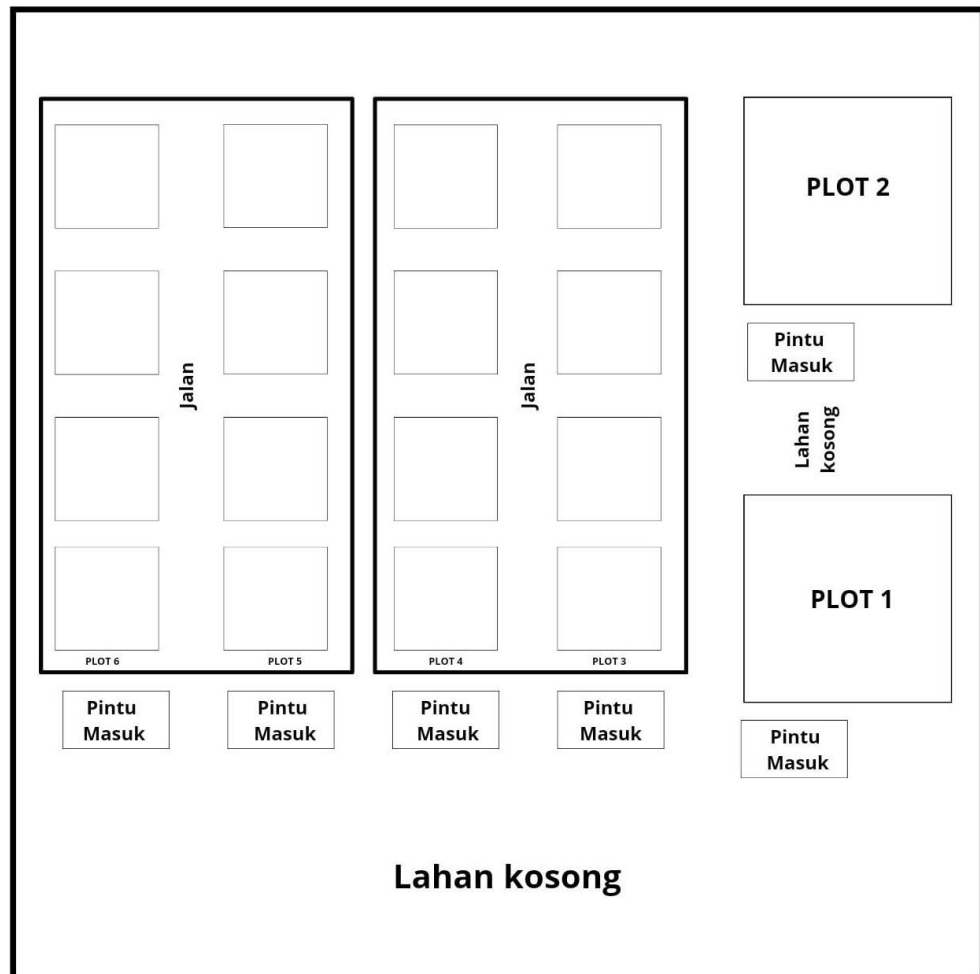 PLOT 2
Pintu
Masuk
Jalan
Jalan
Lahan
kosong
PLOT 1
PLOT 6
PLOT 5
PLOT 4
PLOT 3
Pintu
Masuk
Pintu
Masuk
Pintu
Masuk
Pintu
Masuk
Pintu
Masuk
Lahan kosong